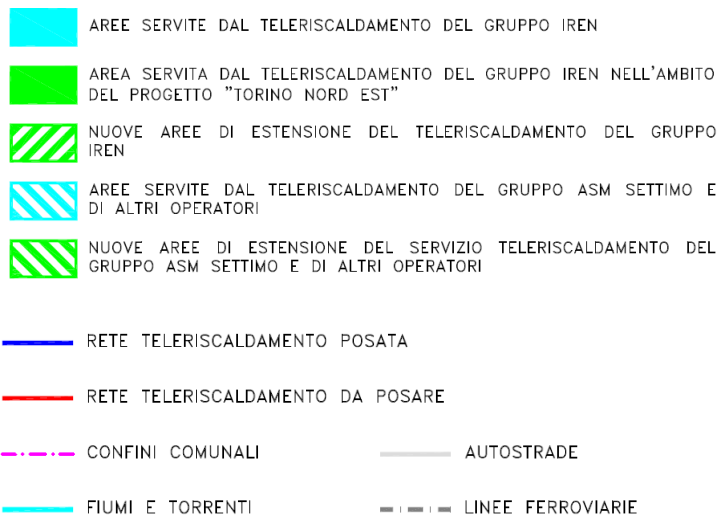 AREE SERVITE DAL TELERISCALDAMENTO DEL GRUPPO IREN
AREA SERVITA DAL TELERISCALDAMENTO DEL GRUPPO IREN NELL'AMBITO
DEL PROGETTO "TORINO NORD EST"
NUOVE AREE DI ESTENSIONE DEL TELERISCALDAMENTO DEL GRUPPO
IREN
AREE SERVITE DAL TELERISCALDAMENTO DEL GRUPPO ASM SETTIMO E
DI ALTRI OPERATORI
NUOVE AREE DI ESTENSIONE DEL SERVIZIO TELERISCALDAMENTO DEL
GRUPPO ASM SETTIMO E DI ALTRI OPERATORI
RETE TELERISCALDAMENTO POSATA
RETE TELERISCALDAMENTO DA POSARE
CONFINI COMUNALI
AUTOSTRADE
FIUMI E TORRENTI
LINEE FERROVIARIE